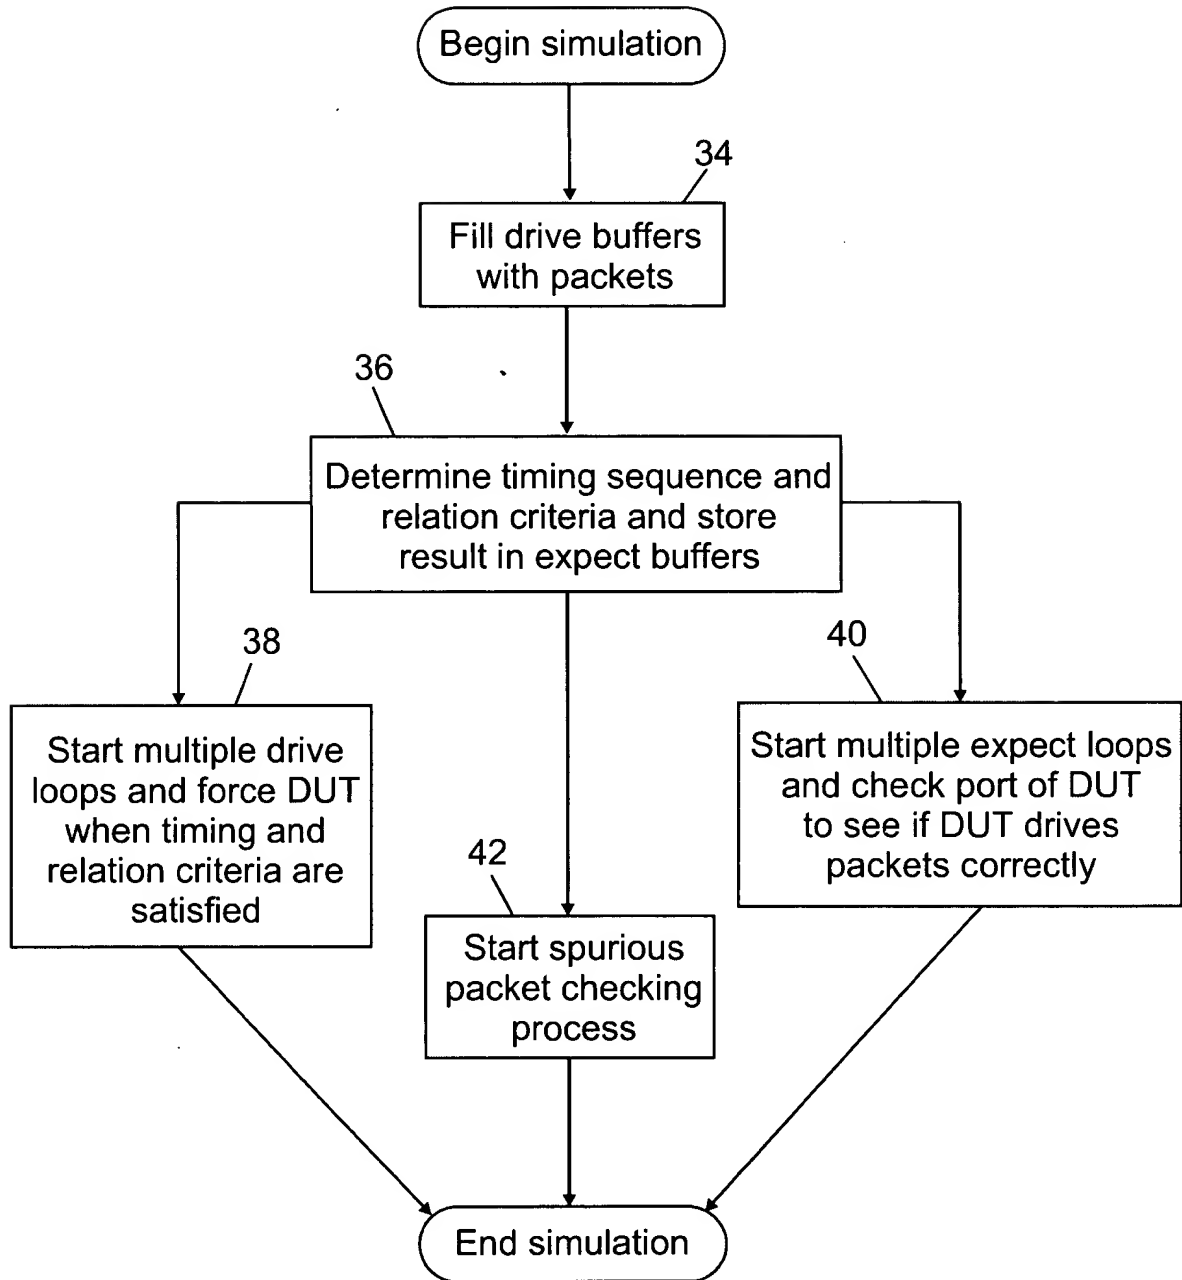 Begin simulation
34
Fill drive buffers
with packets
36
Determine timing sequence and
relation criteria and store
result in expect buffers
38
Start multiple drive
loops and force DUT
when timing and
relation criteria are
satisfied
40
Start multiple expect loops
and check port of DUT
to see if DUT drives
packets correctly
42
Start spurious
packet checking
process
End simulation